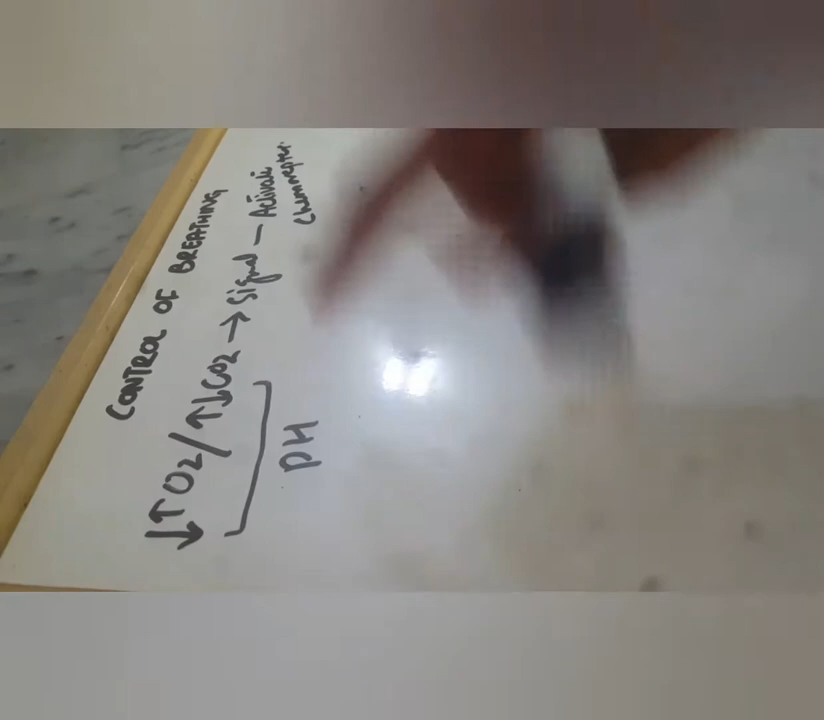 CONTROL OF BREATHING
↓↑O2/↑↓CO2 → Signal — Activate
Chemoreceptor
pH